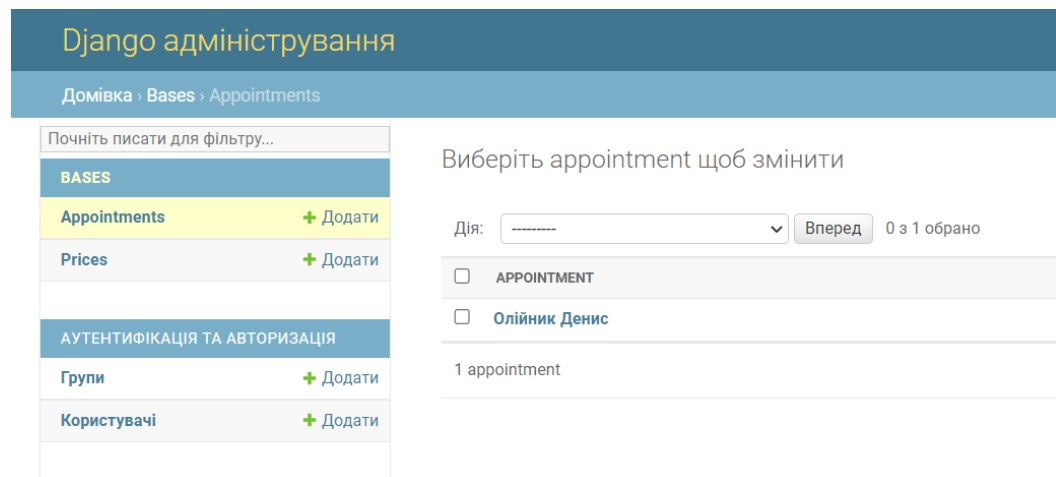 Django адміністрування
Домівка › Bases › Appointments
Почніть писати для фільтру...
BASES
Appointments + Додати
Prices + Додати
АУТЕНТИФІКАЦІЯ ТА АВТОРИЗАЦІЯ
Групи + Додати
Користувачі + Додати
Виберіть appointment щоб змінити
Дія: --------- Вперед 0 з 1 обрано
APPOINTMENT
Олійник Денис
1 appointment